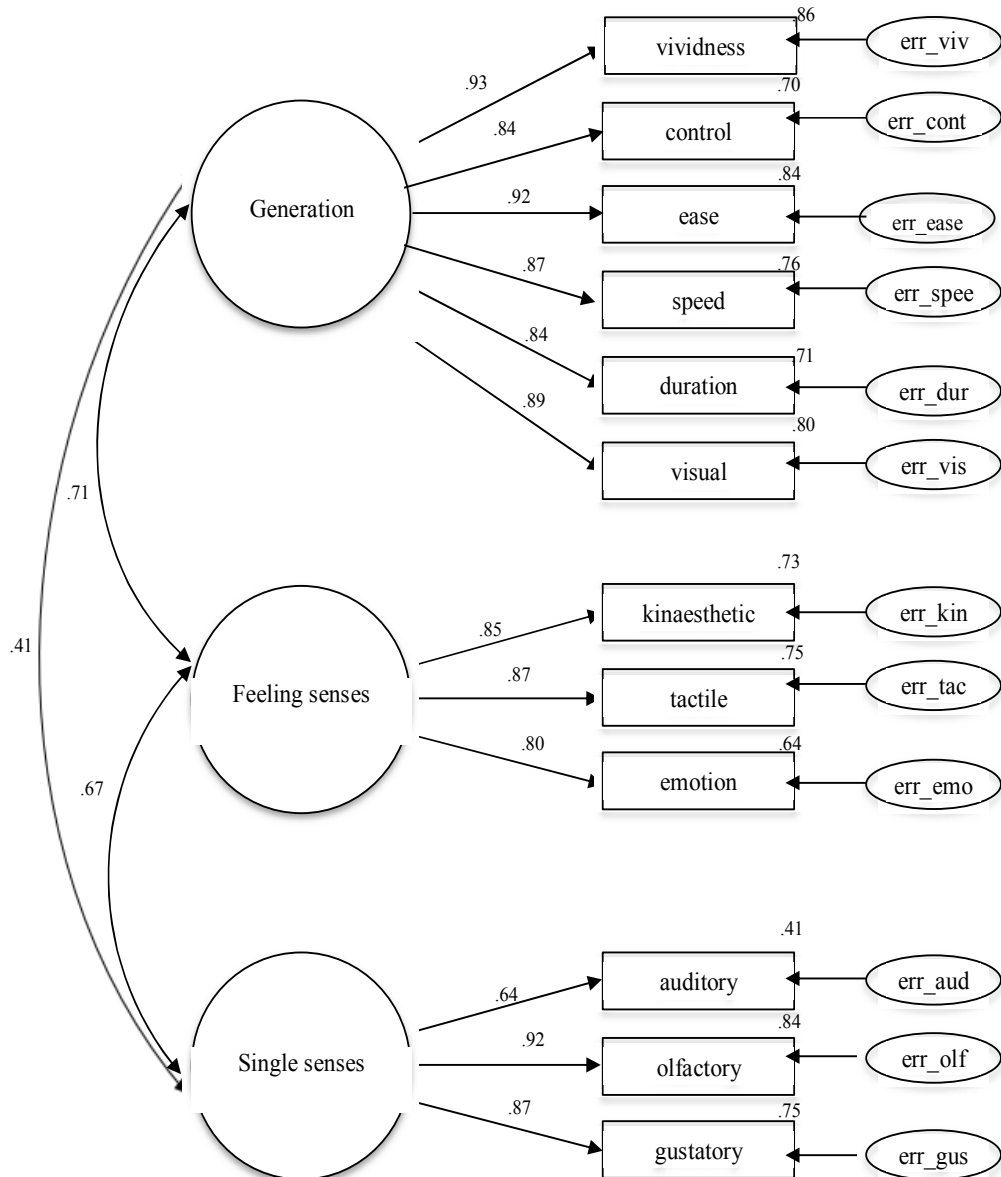 .86
vividness
err_viv
.93
.70
control
err_cont
.84
.84
Generation
ease
err_ease
.92
.76
speed
err_spee
.87
.71
duration
err_dur
.84
.80
visual
err_vis
.89
.71
.73
kinaesthetic
err_kin
.85
.41
.75
Feeling senses
tactile
err_tac
.87
.64
emotion
err_emo
.80
.67
.41
auditory
err_aud
.64
.84
Single senses
olfactory
err_olf
.92
.75
gustatory
err_gus
.87